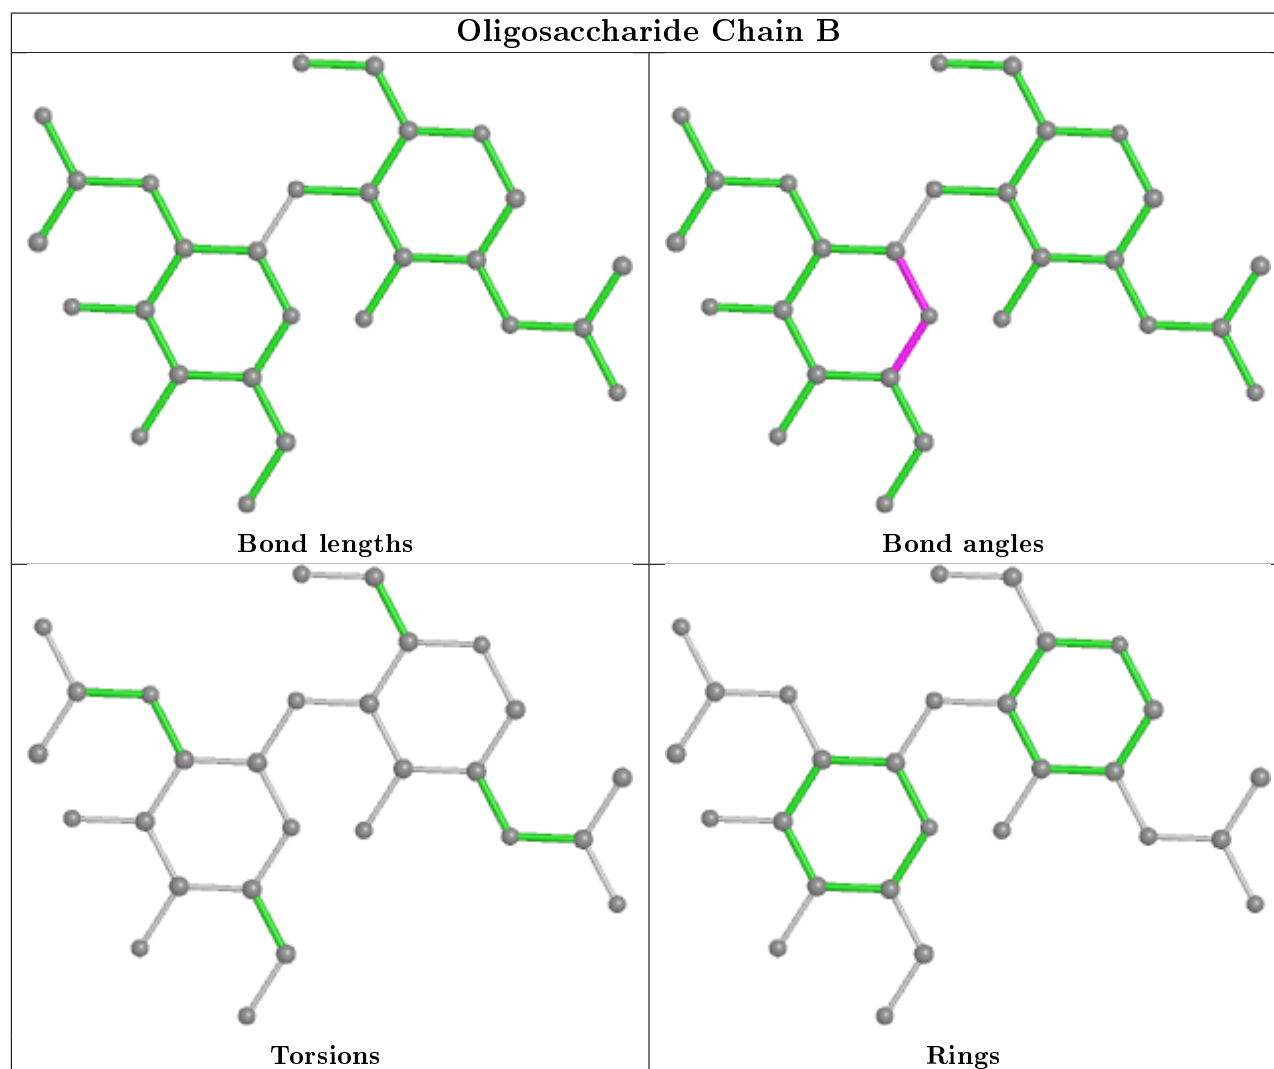 Oligosaccharide Chain B
Bond lengths
Bond angles
Torsions
Rings